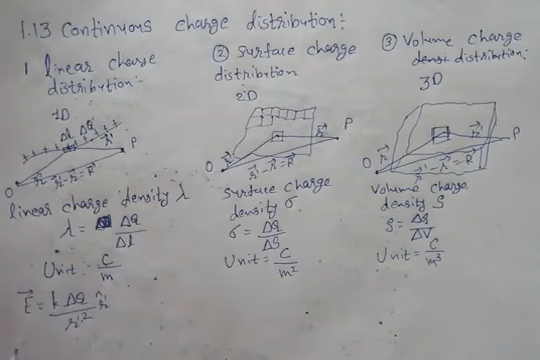 1.13 Continuous charge distribution:-
1 linear charge distribution:-
1D
Δl ΔQ
r⃗'
P
O r⃗ r⃗'-r⃗=R⃗
linear charge density λ
λ = ΔQ/Δl
Unit:- C/m
E⃗ = k ΔQ/r'² r̂'
② Surface charge
distribution
2D
P
r⃗ r⃗'
O r⃗'-r⃗=R⃗
Surface charge
density σ
σ = ΔQ/ΔS
Unit:- C/m²
③ Volume charge
distribution:-
3D
r⃗ r⃗' P
O r⃗'-r⃗=R⃗
Volume charge
density ρ
ρ = ΔQ/ΔV
Unit:- C/m³